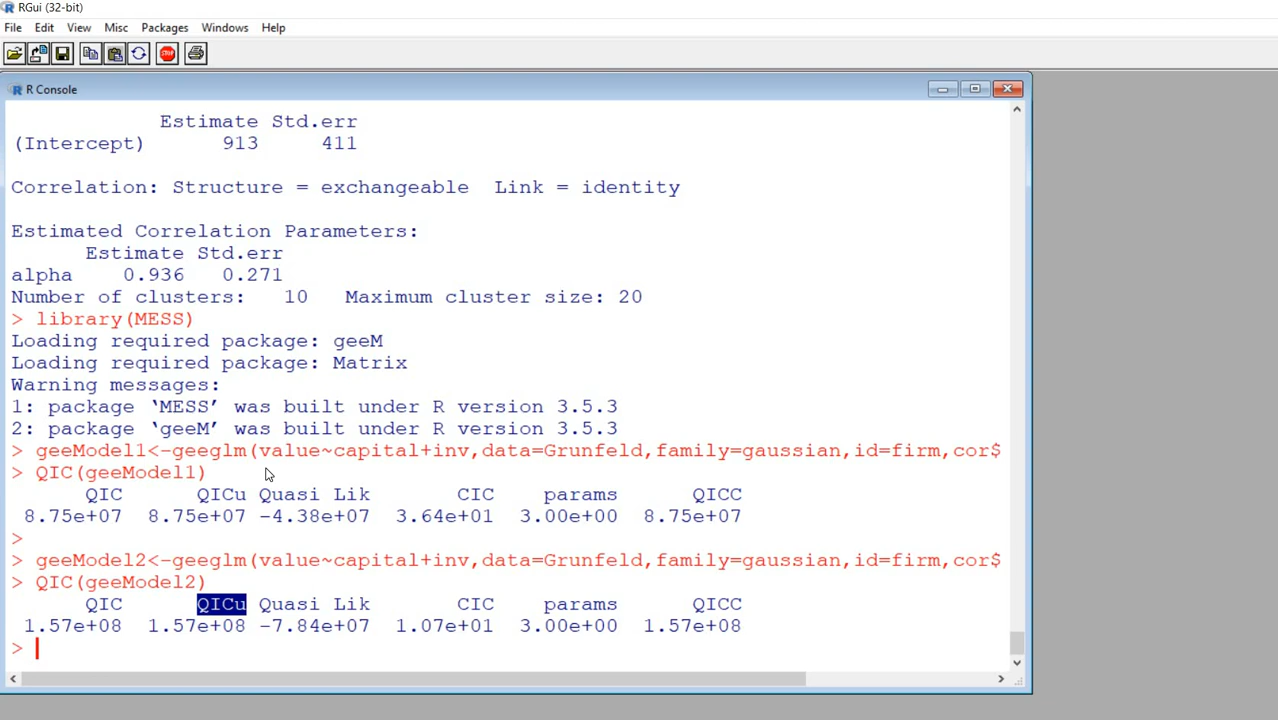 RGui (32-bit)
File Edit View Misc Packages Windows Help
STOP
R Console
Estimate Std.err
(Intercept) 913 411
Correlation: Structure = exchangeable Link = identity
Estimated Correlation Parameters:
Estimate Std.err
alpha 0.936 0.271
Number of clusters: 10 Maximum cluster size: 20
> library(MESS)
Loading required package: geeM
Loading required package: Matrix
Warning messages:
1: package ‘MESS’ was built under R version 3.5.3
2: package ‘geeM’ was built under R version 3.5.3
> geeModel1<-geeglm(value~capital+inv,data=Grunfeld,family=gaussian,id=firm,cor$
> QIC(geeModel1)
QIC QICu Quasi Lik CIC params QICC
8.75e+07 8.75e+07 -4.38e+07 3.64e+01 3.00e+00 8.75e+07
>
> geeModel2<-geeglm(value~capital+inv,data=Grunfeld,family=gaussian,id=firm,cor$
> QIC(geeModel2)
QIC QICu Quasi Lik CIC params QICC
1.57e+08 1.57e+08 -7.84e+07 1.07e+01 3.00e+00 1.57e+08
>